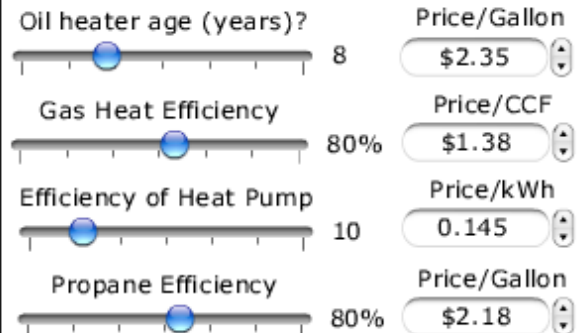 Oil heater age (years)? Price/Gallon
8 $2.35
Gas Heat Efficiency Price/CCF
80% $1.38
Efficiency of Heat Pump Price/kWh
10 0.145
Propane Efficiency Price/Gallon
80% $2.18